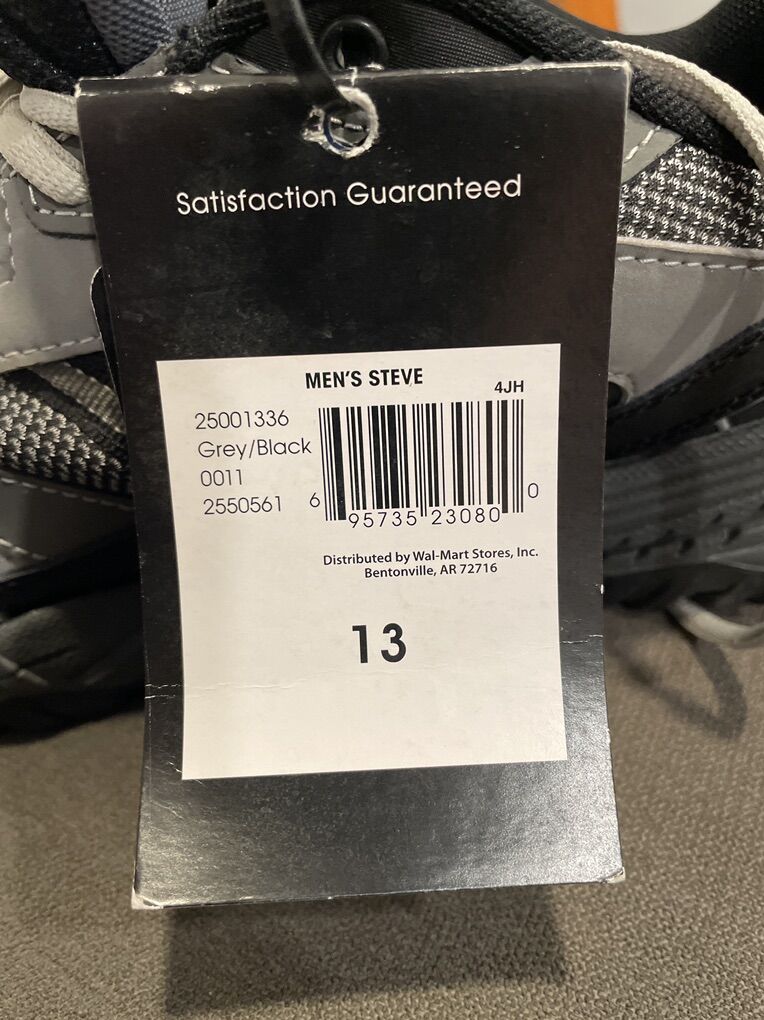 Satisfaction Guaranteed
MEN'S STEVE
4JH
25001336
Grey/Black
0011
2550561
6 95735 23080 0
Distributed by Wal-Mart Stores, Inc.
Bentonville, AR 72716
13